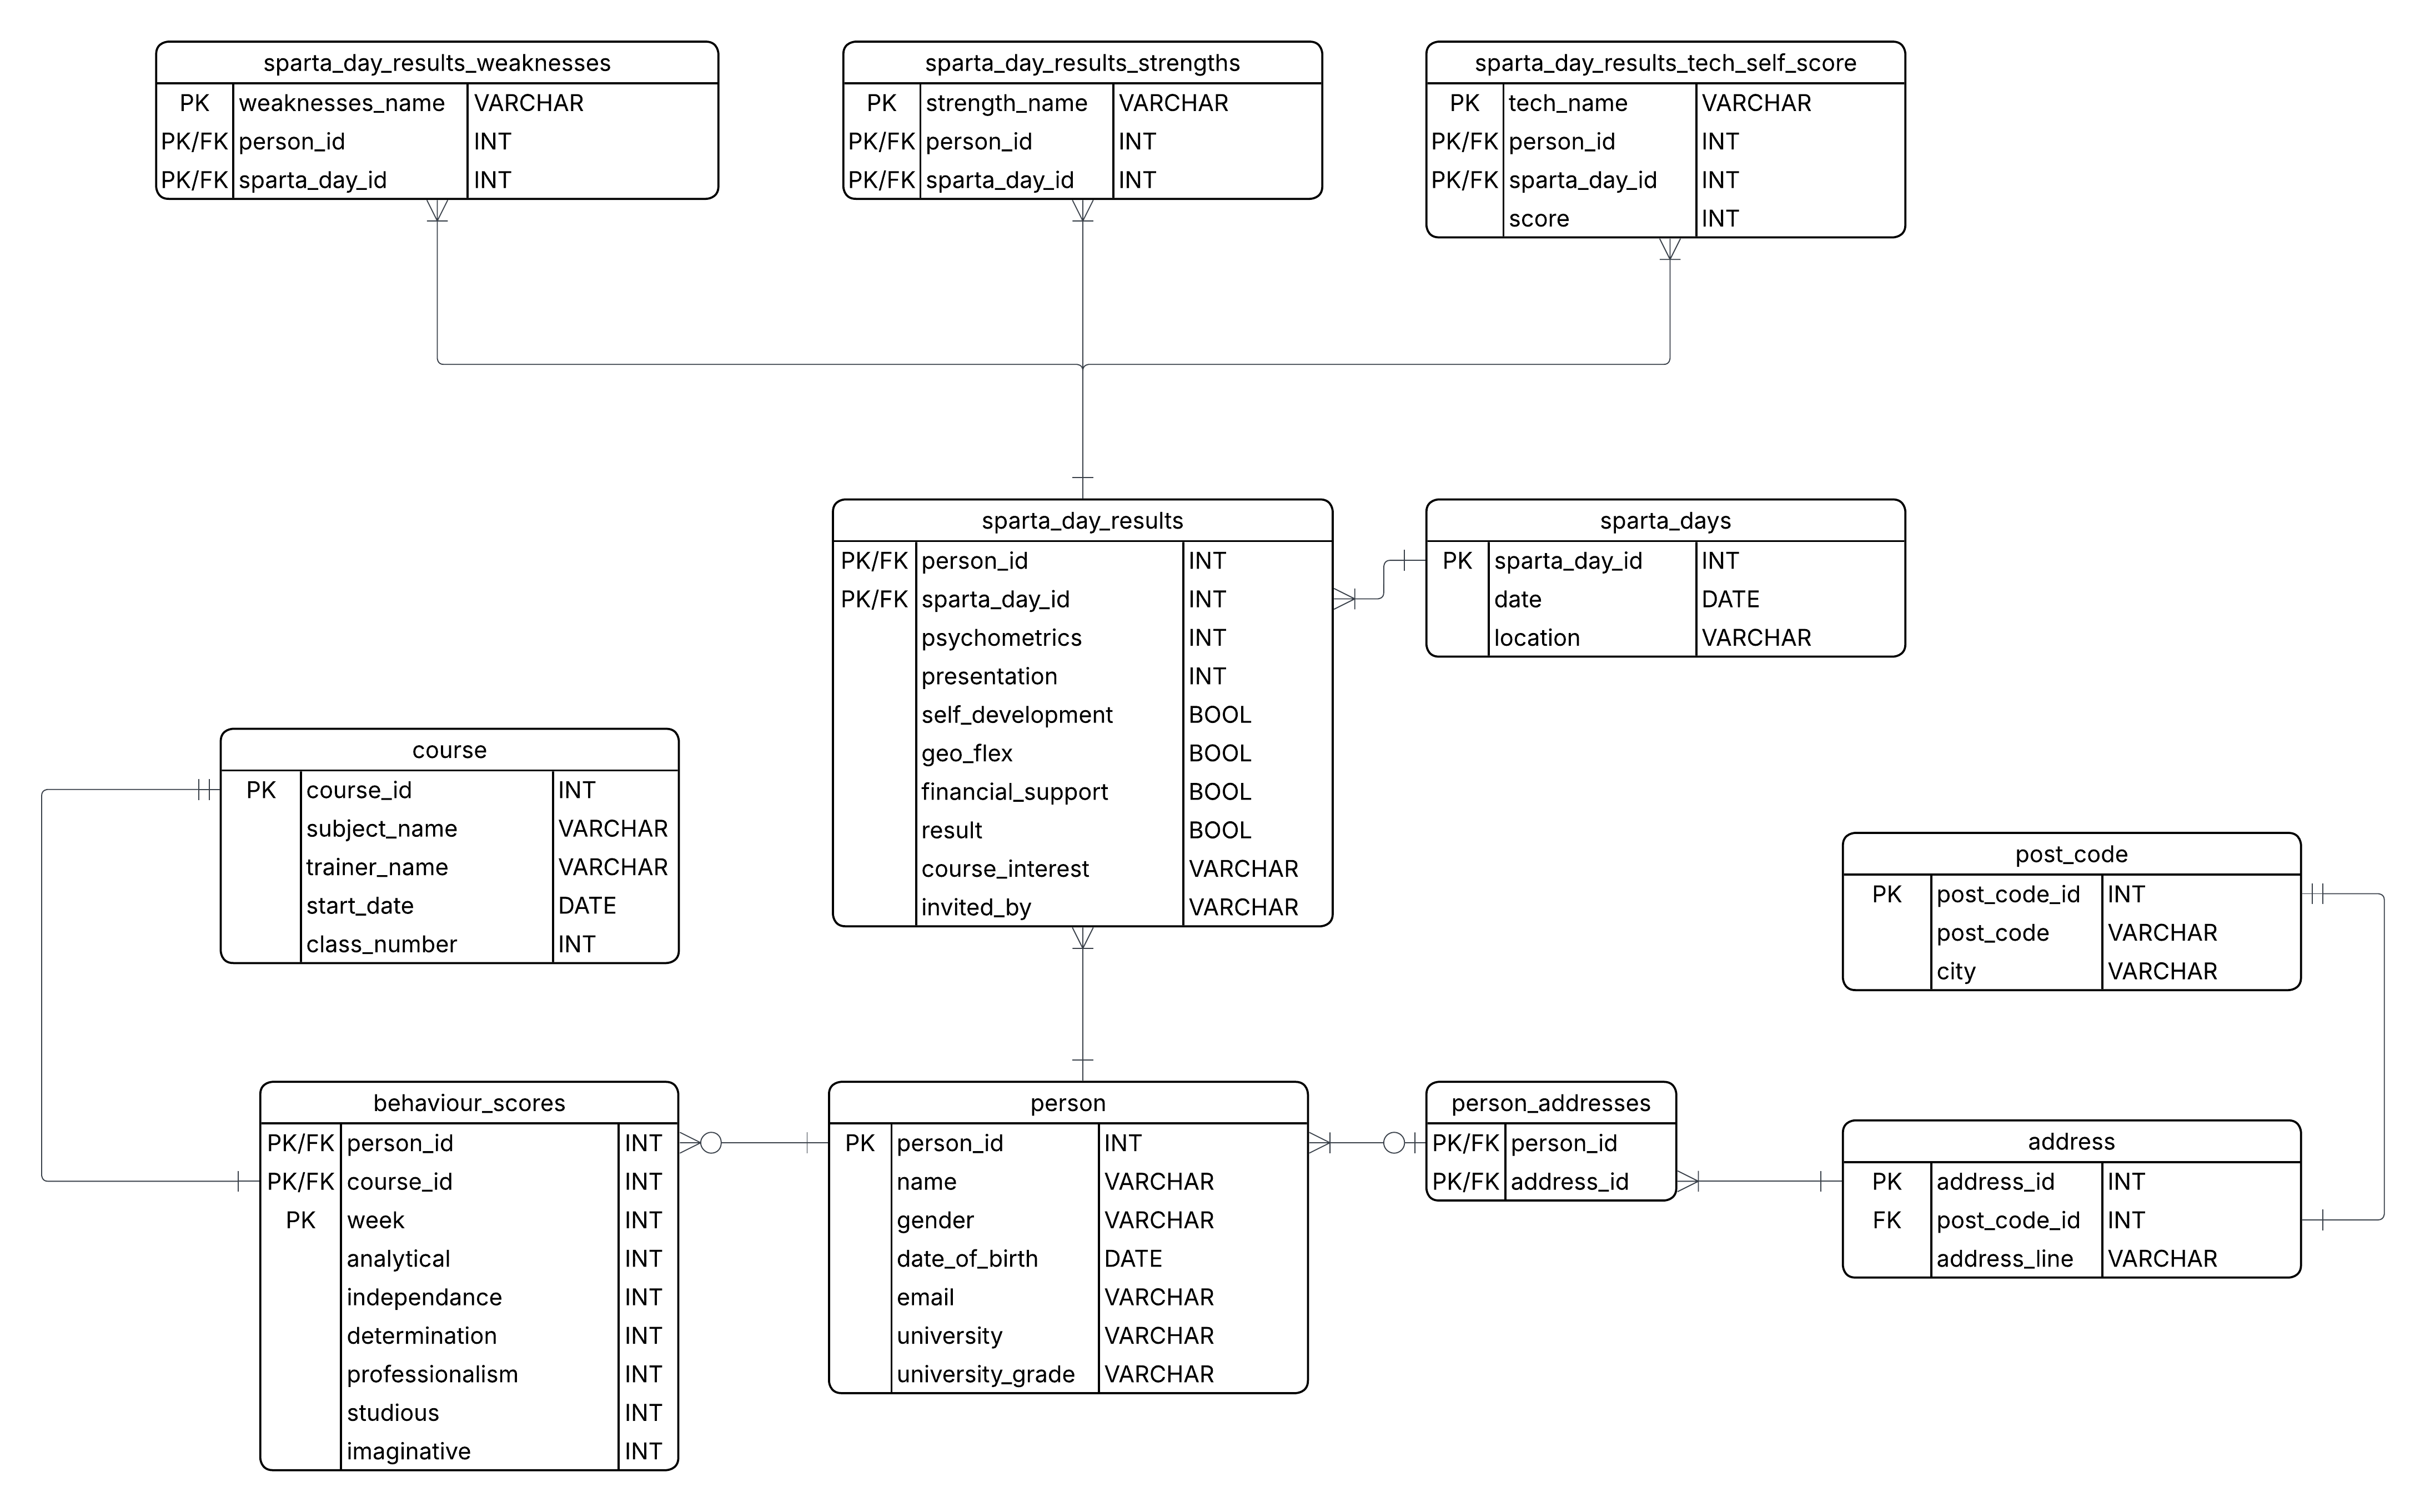 sparta_day_results_weaknesses
PK weaknesses_name VARCHAR
PK/FK person_id INT
PK/FK sparta_day_id INT
sparta_day_results_strengths
PK strength_name VARCHAR
PK/FK person_id INT
PK/FK sparta_day_id INT
sparta_day_results_tech_self_score
PK tech_name VARCHAR
PK/FK person_id INT
PK/FK sparta_day_id INT
score INT
sparta_day_results
PK/FK person_id INT
PK/FK sparta_day_id INT
psychometrics INT
presentation INT
self_development BOOL
geo_flex BOOL
financial_support BOOL
result BOOL
course_interest VARCHAR
invited_by VARCHAR
sparta_days
PK sparta_day_id INT
date DATE
location VARCHAR
course
PK course_id INT
subject_name VARCHAR
trainer_name VARCHAR
start_date DATE
class_number INT
post_code
PK post_code_id INT
post_code VARCHAR
city VARCHAR
behaviour_scores
PK/FK person_id INT
PK/FK course_id INT
PK week INT
analytical INT
independance INT
determination INT
professionalism INT
studious INT
imaginative INT
person
PK person_id INT
name VARCHAR
gender VARCHAR
date_of_birth DATE
email VARCHAR
university VARCHAR
university_grade VARCHAR
person_addresses
PK/FK person_id
PK/FK address_id
address
PK address_id INT
FK post_code_id INT
address_line VARCHAR